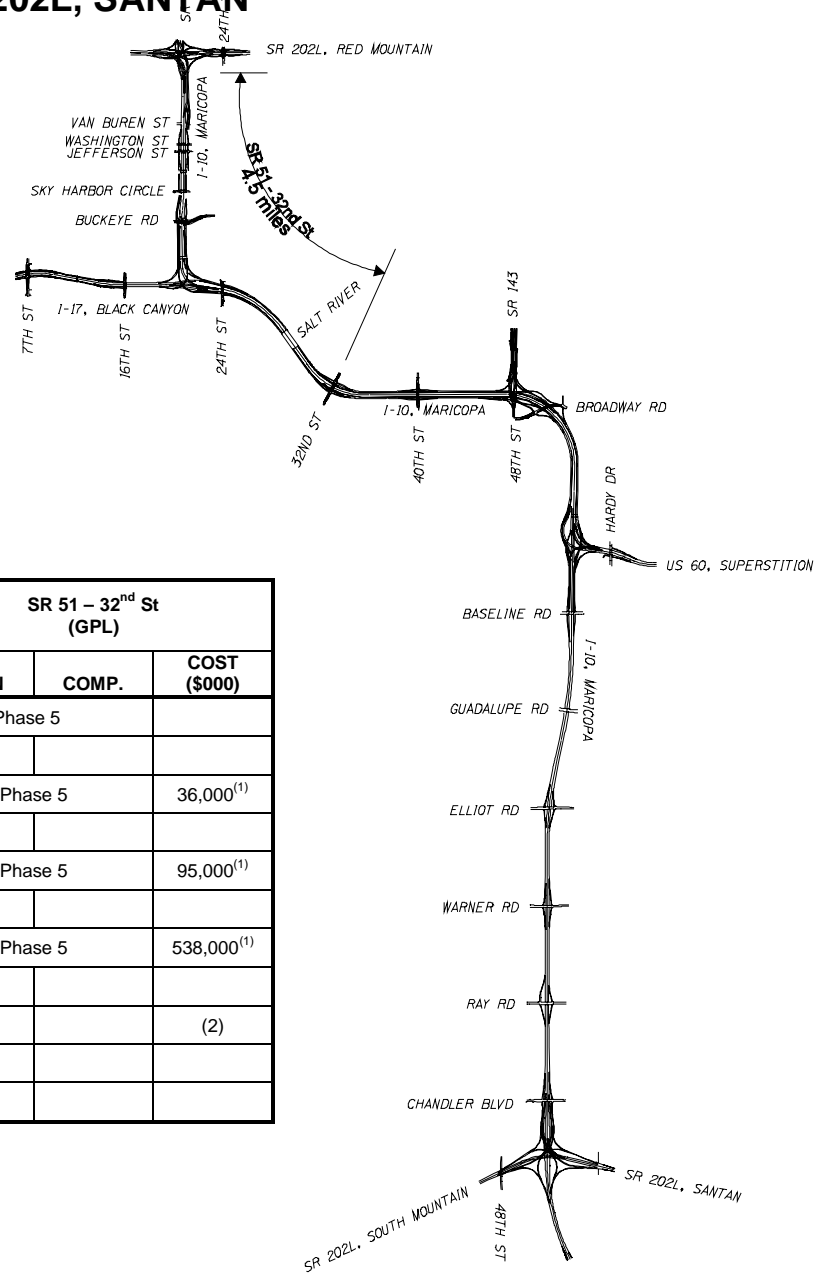 202L, SANTAN
24TH
SR 202L, RED MOUNTAIN
I-10, MARICOPA
VAN BUREN ST
WASHINGTON ST
JEFFERSON ST
SKY HARBOR CIRCLE
BUCKEYE RD
SR 51 - 32nd St
4.5 miles
SALT RIVER
SR 143
I-17, BLACK CANYON
7TH ST
16TH ST
24TH ST
32ND ST
I-10, MARICOPA
40TH ST
48TH ST
BROADWAY RD
HARDY DR
US 60, SUPERSTITION
BASELINE RD
I-10, MARICOPA
GUADALUPE RD
ELLIOT RD
WARNER RD
RAY RD
CHANDLER BLVD
SR 202L, SOUTH MOUNTAIN
48TH ST
SR 202L, SANTAN
SR 51 – 32nd St
(GPL)
COMP.
COST
($000)
Phase 5
Phase 5
36,000(1)
Phase 5
95,000(1)
Phase 5
538,000(1)
(2)